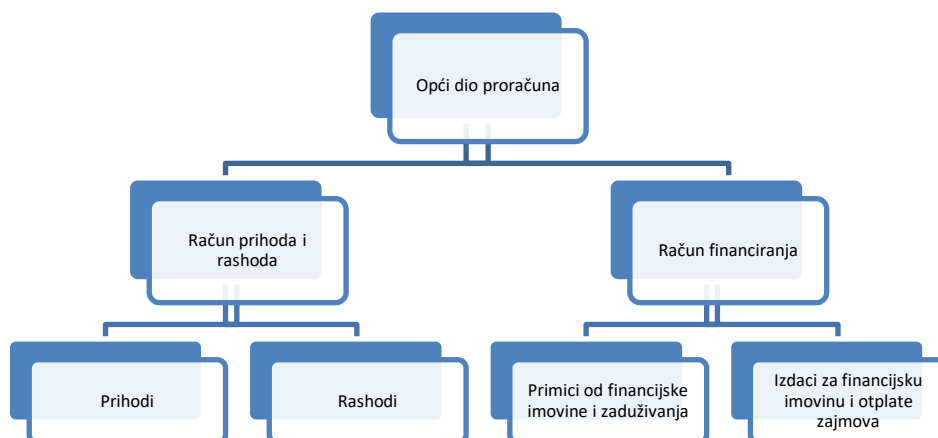 Opći dio proračuna
Račun prihoda i
rashoda
Račun financiranja
Prihodi
Rashodi
Primici od financijske
imovine i zaduživanja
Izdaci za financijsku
imovinu i otplate
zajmova